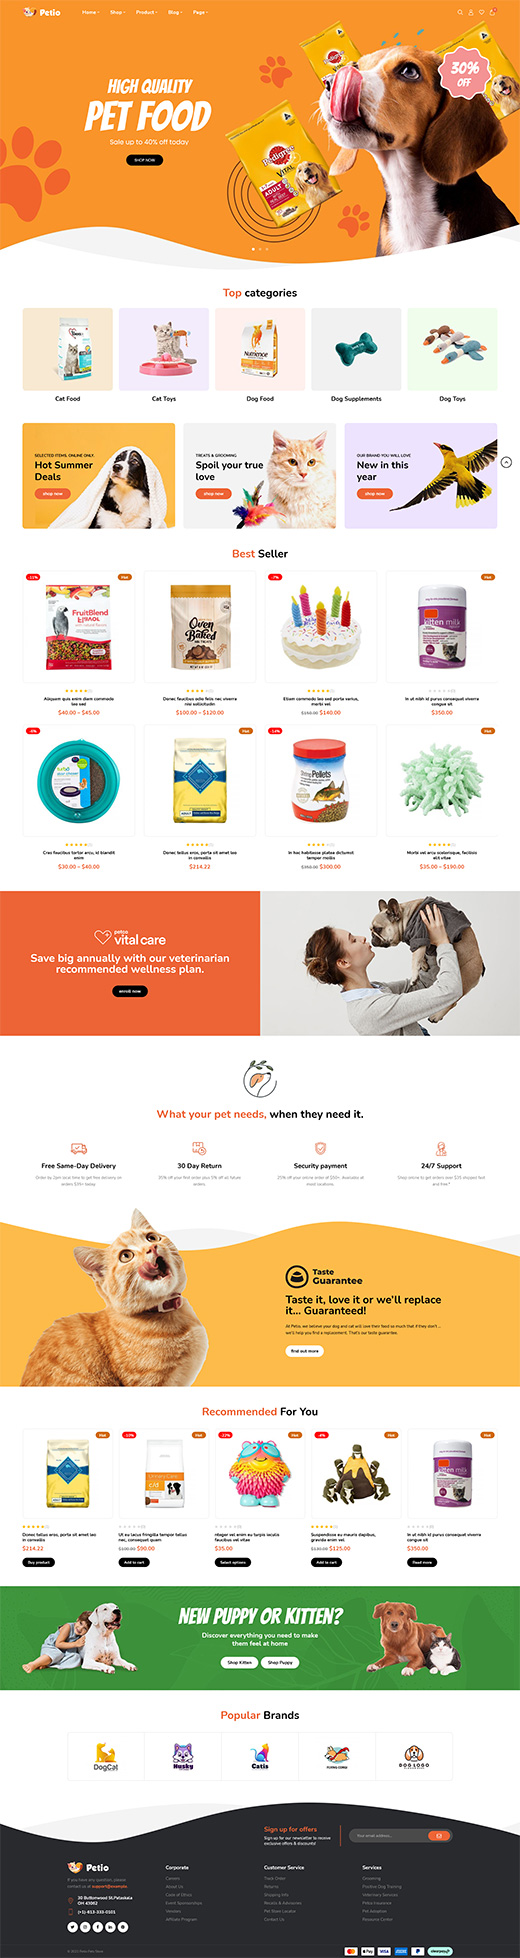 Petio
Home Shop Product Blog Page
HIGH QUALITY
PET FOOD
Sale up to 40% off today
SHOP NOW
30%
OFF
Pedigree
VITAL
ADULT
Top categories
Nutrience
Cat Food
Cat Toys
Dog Food
Dog Supplements
Dog Toys
SELECTED ITEMS. ONLINE ONLY.
Hot Summer
Deals
shop now
TREATS & GROOMING
Spoil your true
love
shop now
OUR BRAND YOU WILL LOVE
New in this
year
shop now
Best Seller
-11%
Hot
-7%
Hot
FruitBlend
Oven
Baked
kitten milk
Aliquam quis enim diam commodo
leo sed
$40.00 – $45.00
Donec faucibus odio felis nec viverra
nisi sollicitudin
$100.00 – $120.00
Etiam commodo leo sed porta varius,
morbi vel
$150.00 $140.00
In ut nibh id purus consequat viverra
congue sit
$350.00
Hot
-14%
Hot
BLUE
Pellets
Cras faucibus tortor arcu, id blandit
enim
$30.00 – $40.00
Donec tellus eros, porta sit amet leo
in convallis
$214.22
In hac habitasse platea dictumst
tempor mollis
$350.00 $300.00
Morbi vel arcu scelerisque, facilisis
elit vitae
$35.00 – $190.00
petco
vital care
Save big annually with our veterinarian
recommended wellness plan.
enroll now
What your pet needs, when they need it.
Free Same-Day Delivery
Order by 2pm local time to get free delivery on
orders $35+ today.
30 Day Return
35% off your first order plus 5% off all future
orders.
Security payment
25% off your online order of $50+. Available at
most locations.
24/7 Support
Shop online to get orders over $35 shipped fast
and free.*
Taste
Guarantee
Taste it, love it or we'll replace
it... Guaranteed!
At Petio, we believe your dog and cat will love their food so much that if they don't ...
we'll help you find a replacement. That's our taste guarantee.
find out more
Recommended For You
Hot
-10%
Hot
-22%
Hot
-4%
Hot
Hot
BLUE
c/d
kitten milk
Donec tellus eros, porta sit amet leo
in convallis
$214.22
Buy product
Ut eu lacus fringilla tempor tellus
nec, consequat quam
$100.00 $90.00
Add to cart
Integer vel enim eu turpis iaculis
faucibus vel vitae
$35.00
Select options
Suspendisse eu mauris dapibus,
gravida enim vel
$130.00 $125.00
Add to cart
In ut nibh id purus consequat viverra
congue sit
$350.00
Read more
NEW PUPPY OR KITTEN?
Discover everything you need to make
them feel at home
Shop Kitten
Shop Puppy
Popular Brands
DogCat
Husky
Catis
FLYING CORGI
DOG LOGO
Sign up for offers
Sign up for our newsletter to receive
exclusive offers & discounts!
Your email address...
Petio
If you have any question, please
contact us at support@example.
30 Buttonwood St.Pataskala
OH 43062
(+1)-813-333-0101
Corporate
Careers
About Us
Code of Ethics
Event Sponsorships
Vendors
Affiliate Program
Customer Service
Track Order
Returns
Shipping Info
Recalls & Advisories
Pet Store Locator
Contact Us
Services
Grooming
Positive Dog Training
Veterinary Services
Petco Insurance
Pet Adoption
Resource Center
VISA
Pay
PayPal
clearpay